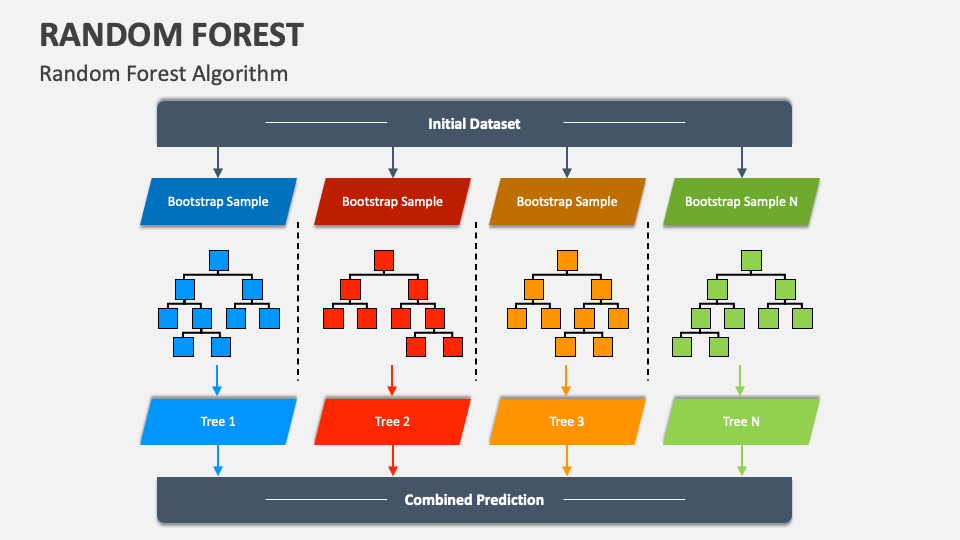 RANDOM FOREST
Random Forest Algorithm
Initial Dataset
Bootstrap Sample
Bootstrap Sample
Bootstrap Sample
Bootstrap Sample N
Tree 1
Tree 2
Tree 3
Tree N
Combined Prediction